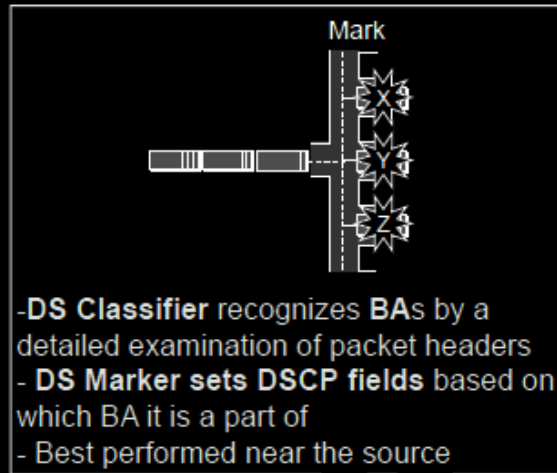 Mark
X
Y
Z
-DS Classifier recognizes BAs by a
detailed examination of packet headers
- DS Marker sets DSCP fields based on
which BA it is a part of
- Best performed near the source